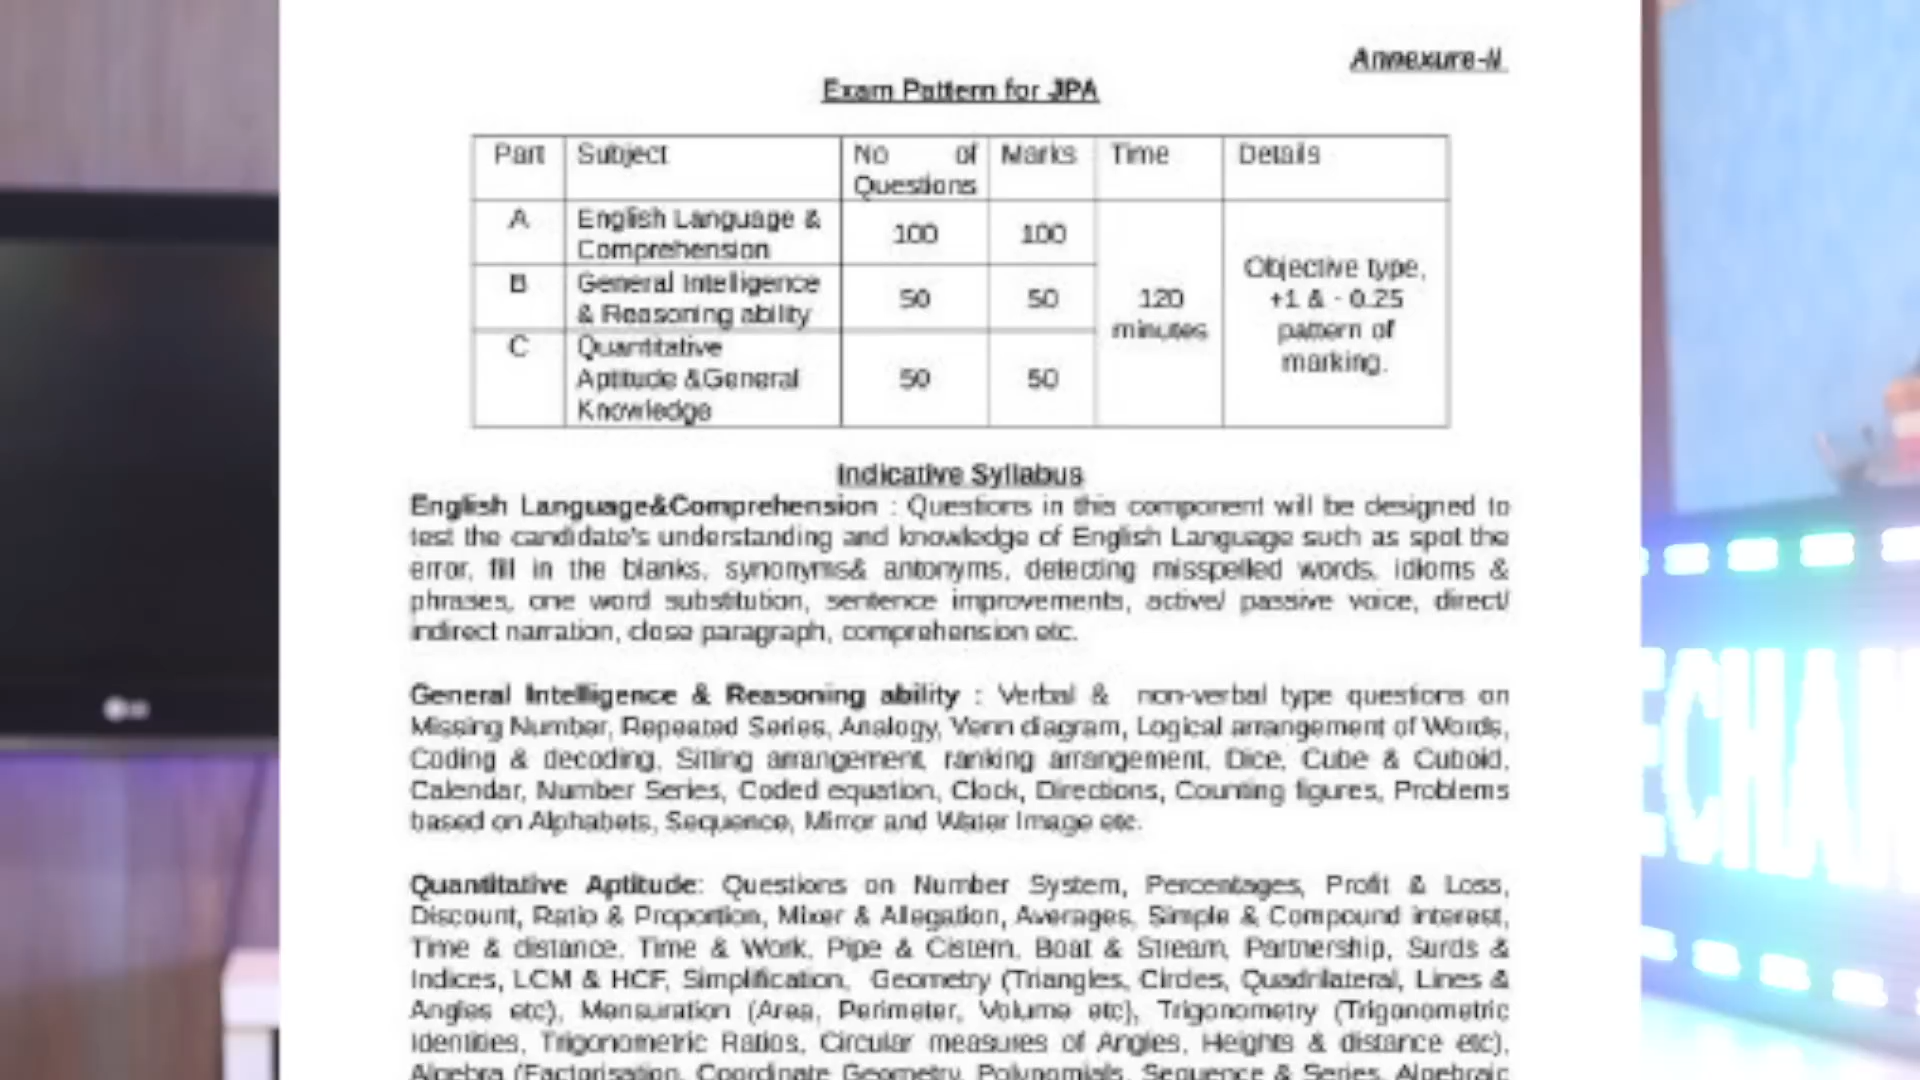 Annexure-II
Exam Pattern for JPA
Part Subject No of Questions Marks Time Details
A English Language & Comprehension 100 100 120 minutes Objective type, +1 & - 0.25 pattern of marking.
B General Intelligence & Reasoning ability 50 50
C Quantitative Aptitude &General Knowledge 50 50
Indicative Syllabus
English Language&Comprehension : Questions in this component will be designed to
test the candidate's understanding and knowledge of English Language such as spot the
error, fill in the blanks, synonyms& antonyms, detecting misspelled words, idioms &
phrases, one word substitution, sentence improvements, active/ passive voice, direct/
indirect narration, close paragraph, comprehension etc.
General Intelligence & Reasoning ability : Verbal & non-verbal type questions on
Missing Number, Repeated Series, Analogy, Venn diagram, Logical arrangement of Words,
Coding & decoding, Sitting arrangement, ranking arrangement, Dice, Cube & Cuboid,
Calendar, Number Series, Coded equation, Clock, Directions, Counting figures, Problems
based on Alphabets, Sequence, Mirror and Water Image etc.
Quantitative Aptitude: Questions on Number System, Percentages, Profit & Loss,
Discount, Ratio & Proportion, Mixer & Allegation, Averages, Simple & Compound interest,
Time & distance, Time & Work, Pipe & Cistern, Boat & Stream, Partnership, Surds &
Indices, LCM & HCF, Simplification, Geometry (Triangles, Circles, Quadrilateral, Lines &
Angles etc), Mensuration (Area, Perimeter, Volume etc), Trigonometry (Trigonometric
Identities, Trigonometric Ratios, Circular measures of Angles, Heights & distance etc),
Algebra (Factorisation, Coordinate Geometry, Polynomials, Sequence & Series, Algebraic
ECHA